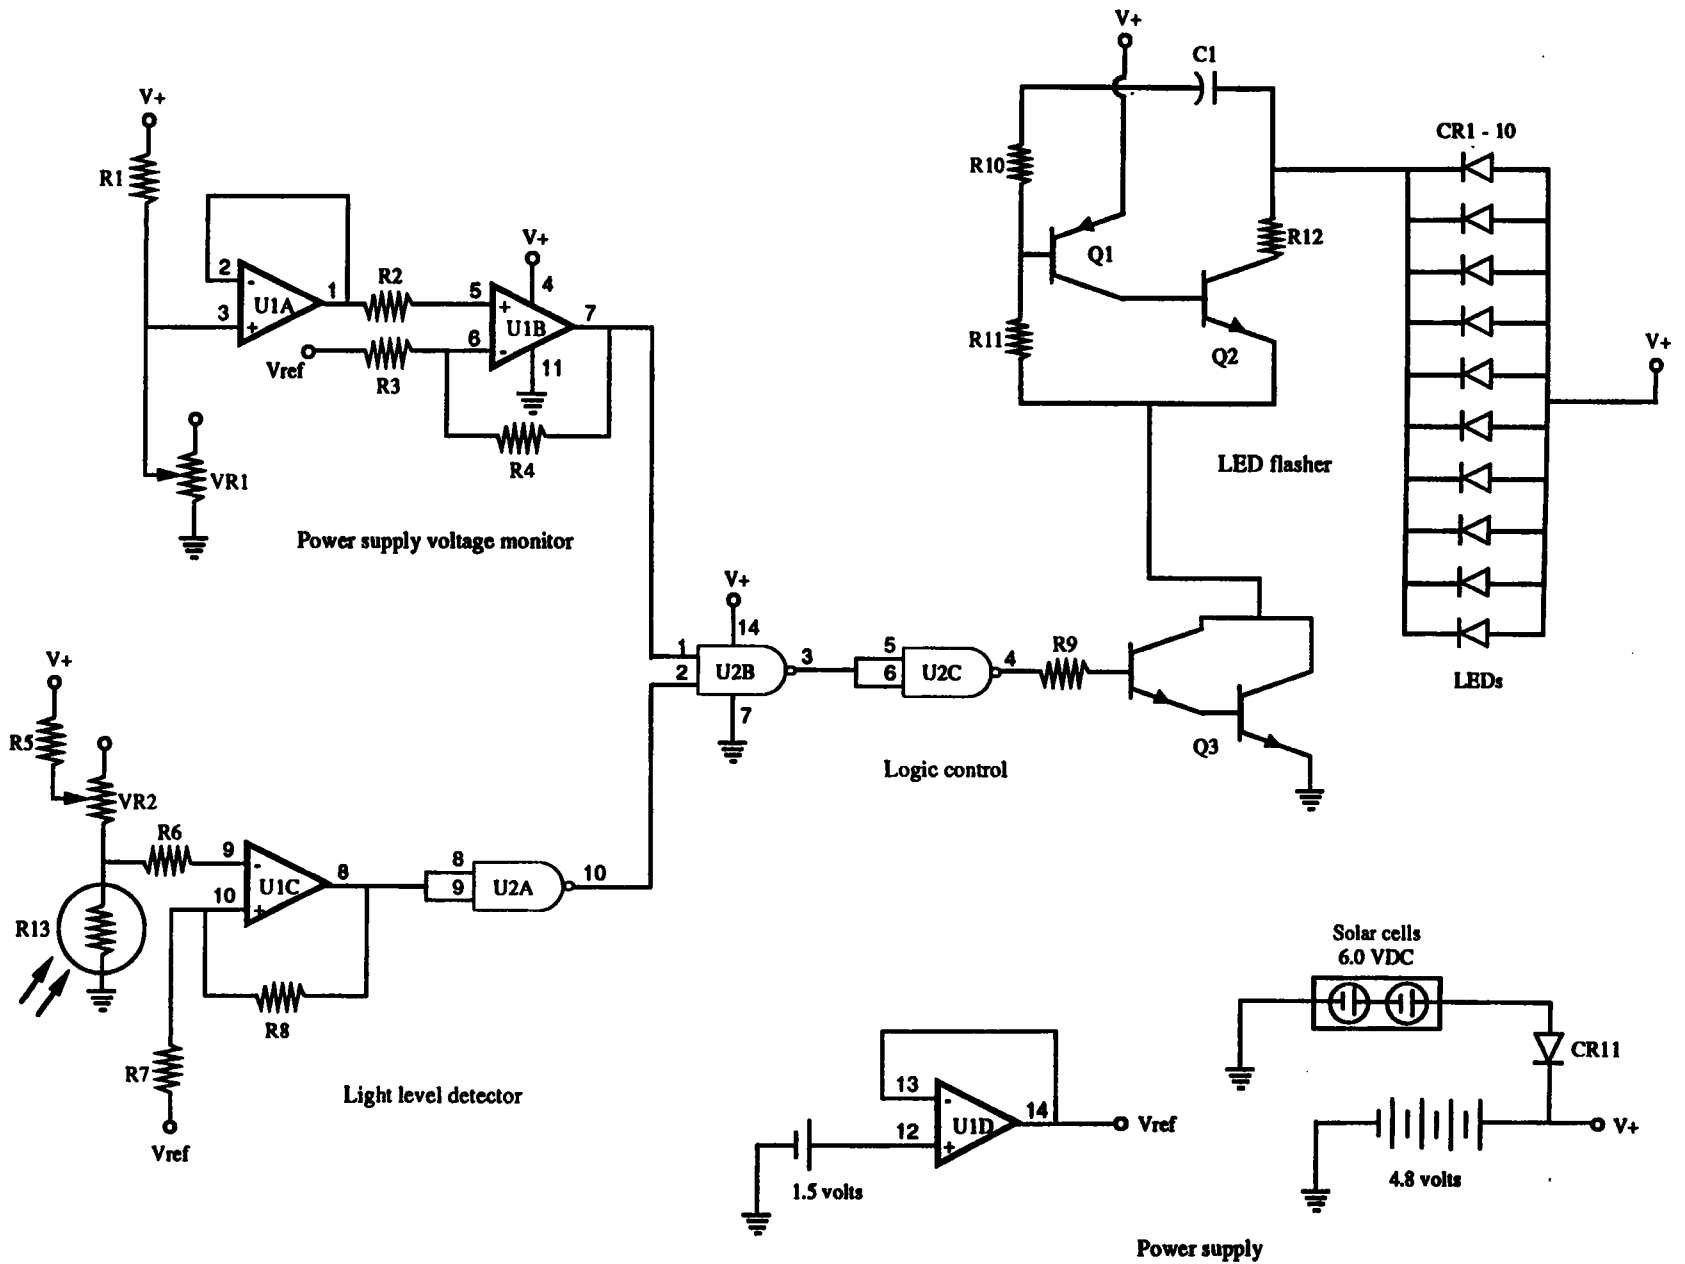 V+
R1
2
-
3
+
U1A
1
R2
Vref
R3
V+
4
5
+
6
-
U1B
7
11
R4
VR1
Power supply voltage monitor
V+
C1
R10
Q1
R11
R12
Q2
LED flasher
CR1 - 10
V+
LEDs
V+
14
1
2
U2B
3
7
5
6
U2C
4
R9
Q3
Logic control
V+
R5
VR2
R6
R13
9
-
10
+
U1C
8
R8
R7
Vref
Light level detector
8
9
U2A
10
13
-
12
+
U1D
14
Vref
1.5 volts
Solar cells
6.0 VDC
CR11
V+
4.8 volts
Power supply